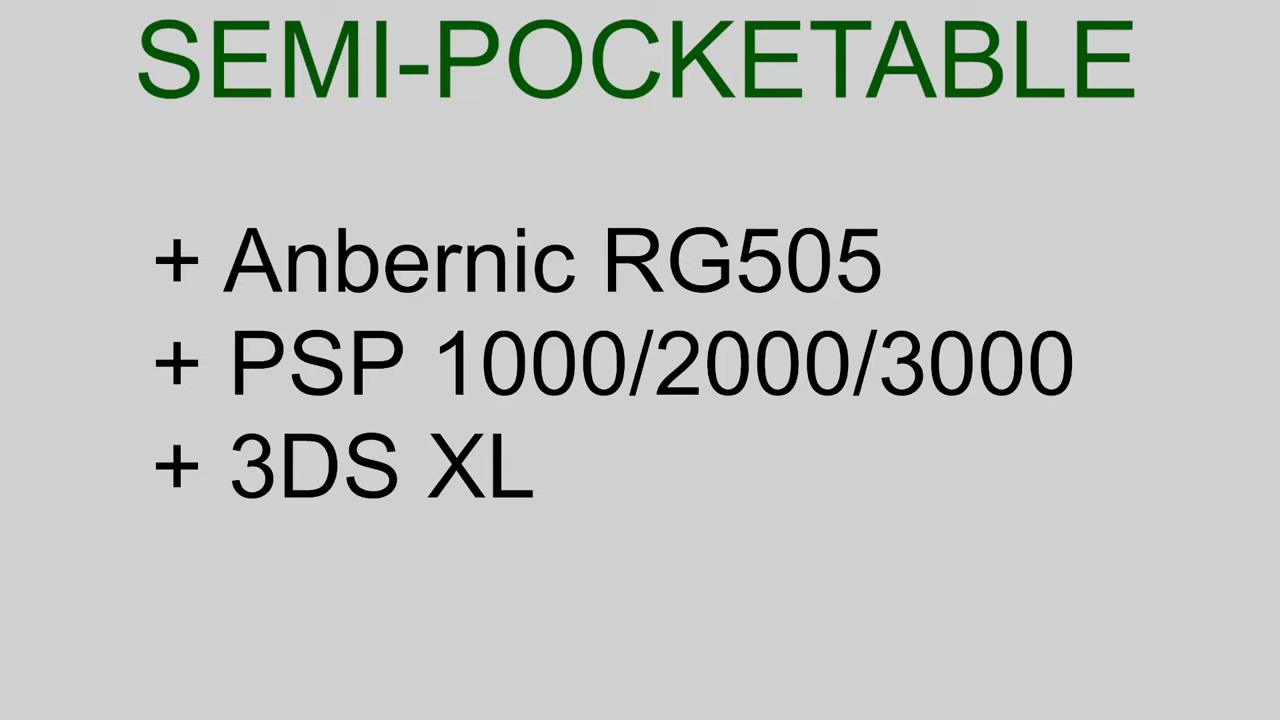 SEMI-POCKETABLE
+ Anbernic RG505
+ PSP 1000/2000/3000
+ 3DS XL